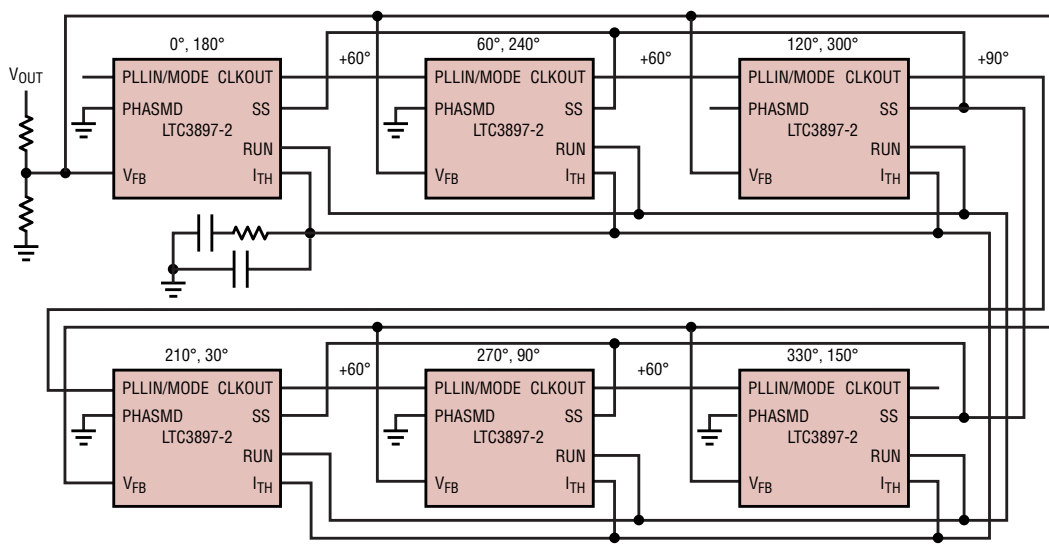 0°, 180°
60°, 240°
120°, 300°
+60°
+60°
+90°
VOUT
PLLIN/MODE CLKOUT
PHASMD SS
LTC3897-2
RUN
VFB ITH
PLLIN/MODE CLKOUT
PHASMD SS
LTC3897-2
RUN
VFB ITH
PLLIN/MODE CLKOUT
PHASMD SS
LTC3897-2
RUN
VFB ITH
210°, 30°
270°, 90°
330°, 150°
+60°
+60°
PLLIN/MODE CLKOUT
PHASMD SS
LTC3897-2
RUN
VFB ITH
PLLIN/MODE CLKOUT
PHASMD SS
LTC3897-2
RUN
VFB ITH
PLLIN/MODE CLKOUT
PHASMD SS
LTC3897-2
RUN
VFB ITH